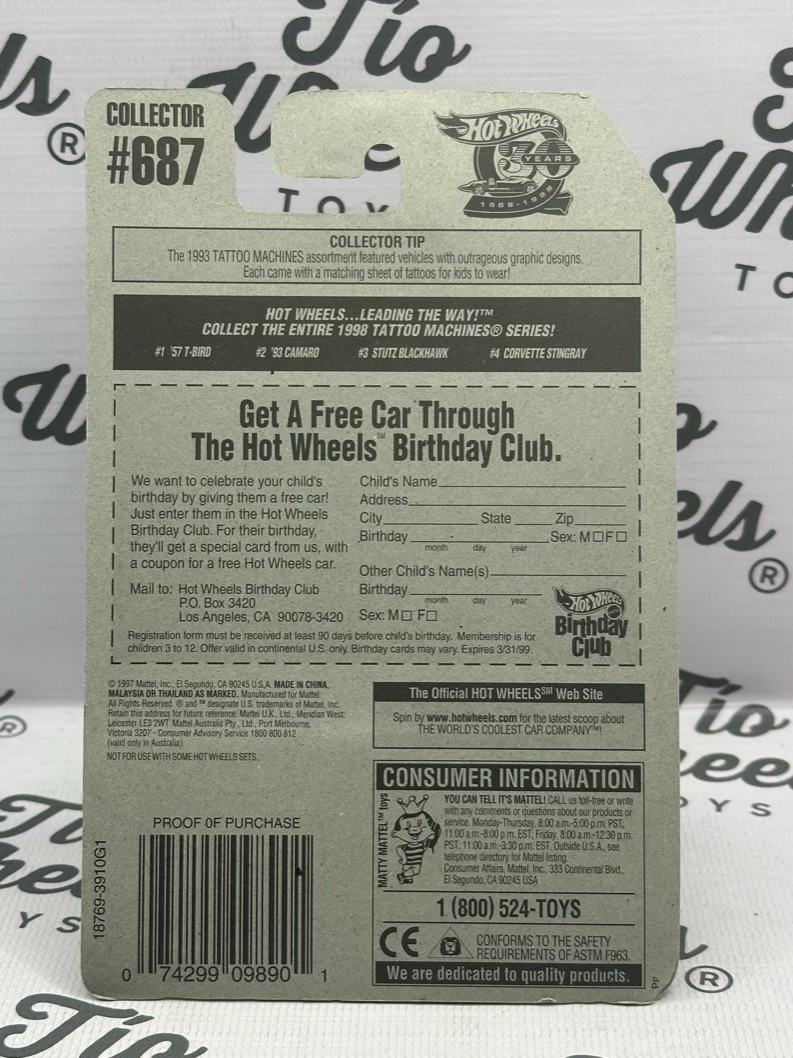 COLLECTOR
#687
Hot Wheels
30
YEARS
1968-1998
COLLECTOR TIP
The 1993 TATTOO MACHINES assortment featured vehicles with outrageous graphic designs.
Each came with a matching sheet of tattoos for kids to wear!
HOT WHEELS...LEADING THE WAY!™
COLLECT THE ENTIRE 1998 TATTOO MACHINES® SERIES!
#1 '57 T-BIRD #2 '93 CAMARO #3 STUTZ BLACKHAWK #4 CORVETTE STINGRAY
Get A Free Car Through
The Hot Wheels℠ Birthday Club.
We want to celebrate your child's
birthday by giving them a free car!
Just enter them in the Hot Wheels
Birthday Club. For their birthday,
they'll get a special card from us, with
a coupon for a free Hot Wheels car.
Mail to: Hot Wheels Birthday Club
P.O. Box 3420
Los Angeles, CA 90078-3420
Child's Name
Address
City State Zip
Birthday Sex: M☐ F☐
month day year
Other Child's Name(s)
Birthday
month day year
Sex: M☐ F☐
Hot Wheels
Birthday
Club
Registration form must be received at least 90 days before child's birthday. Membership is for
children 3 to 12. Offer valid in continental U.S. only. Birthday cards may vary. Expires 3/31/99.
© 1997 Mattel, Inc., El Segundo, CA 90245 U.S.A. MADE IN CHINA,
MALAYSIA OR THAILAND AS MARKED. Manufactured for Mattel.
All Rights Reserved. ® and ™ designate U.S. trademarks of Mattel, Inc.
Retain this address for future reference: Mattel U.K., Ltd., Meridian West,
Leicester LE3 2WT. Mattel Australia Pty., Ltd., Port Melbourne,
Victoria 3207 - Consumer Advisory Service 1800 800 812
(valid only in Australia).
NOT FOR USE WITH SOME HOT WHEELS SETS.
The Official HOT WHEELS℠ Web Site
Spin by www.hotwheels.com for the latest scoop about
THE WORLD'S COOLEST CAR COMPANY™!
CONSUMER INFORMATION
MATTY MATTEL™ toys
YOU CAN TELL IT'S MATTEL! CALL us toll-free or write
with any comments or questions about our products or
service. Monday-Thursday, 8:00 a.m.-5:00 p.m. PST,
11:00 a.m.-8:00 p.m. EST; Friday, 8:00 a.m.-12:30 p.m.
PST, 11:00 a.m.-3:30 p.m. EST. Outside U.S.A., see
telephone directory for Mattel listing.
Consumer Affairs, Mattel, Inc., 333 Continental Blvd.,
El Segundo, CA 90245 USA
1 (800) 524-TOYS
CE
CONFORMS TO THE SAFETY
REQUIREMENTS OF ASTM F963.
We are dedicated to quality products.
PP
PROOF OF PURCHASE
18769-3910G1
0 74299 09890 1
Tio
Wheels
TOYS
®